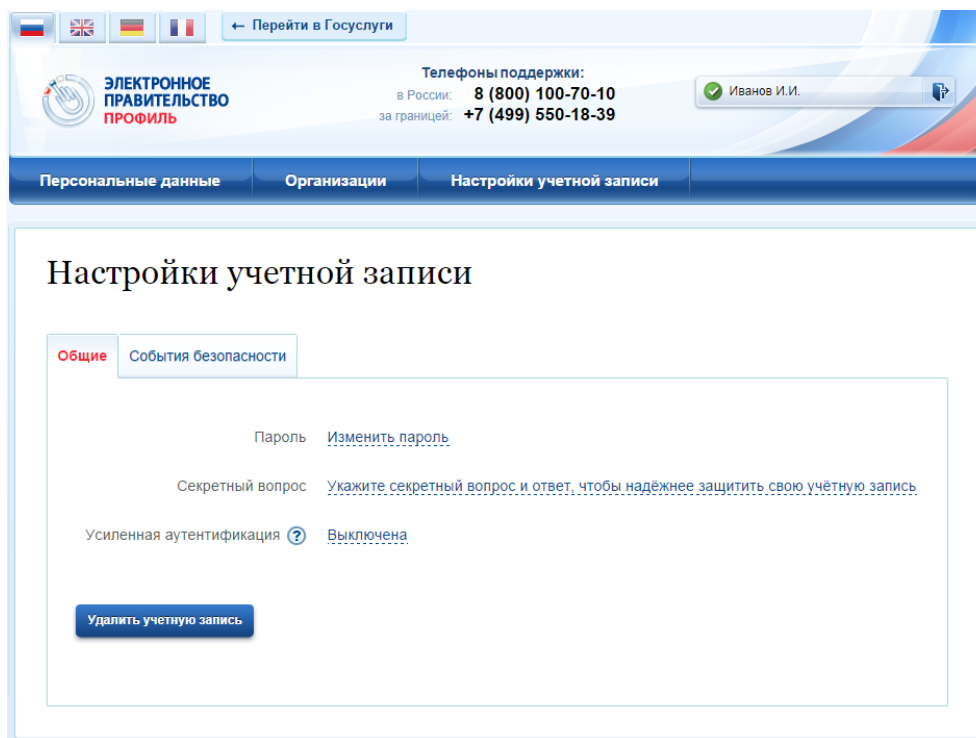 ← Перейти в Госуслуги
ЭЛЕКТРОННОЕ
ПРАВИТЕЛЬСТВО
ПРОФИЛЬ
Телефоны поддержки:
в России: 8 (800) 100-70-10
за границей: +7 (499) 550-18-39
Иванов И.И.
Персональные данные Организации Настройки учетной записи
Настройки учетной записи
Общие События безопасности
Пароль Изменить пароль
Секретный вопрос Укажите секретный вопрос и ответ, чтобы надёжнее защитить свою учётную запись
Усиленная аутентификация ? Выключена
Удалить учетную запись